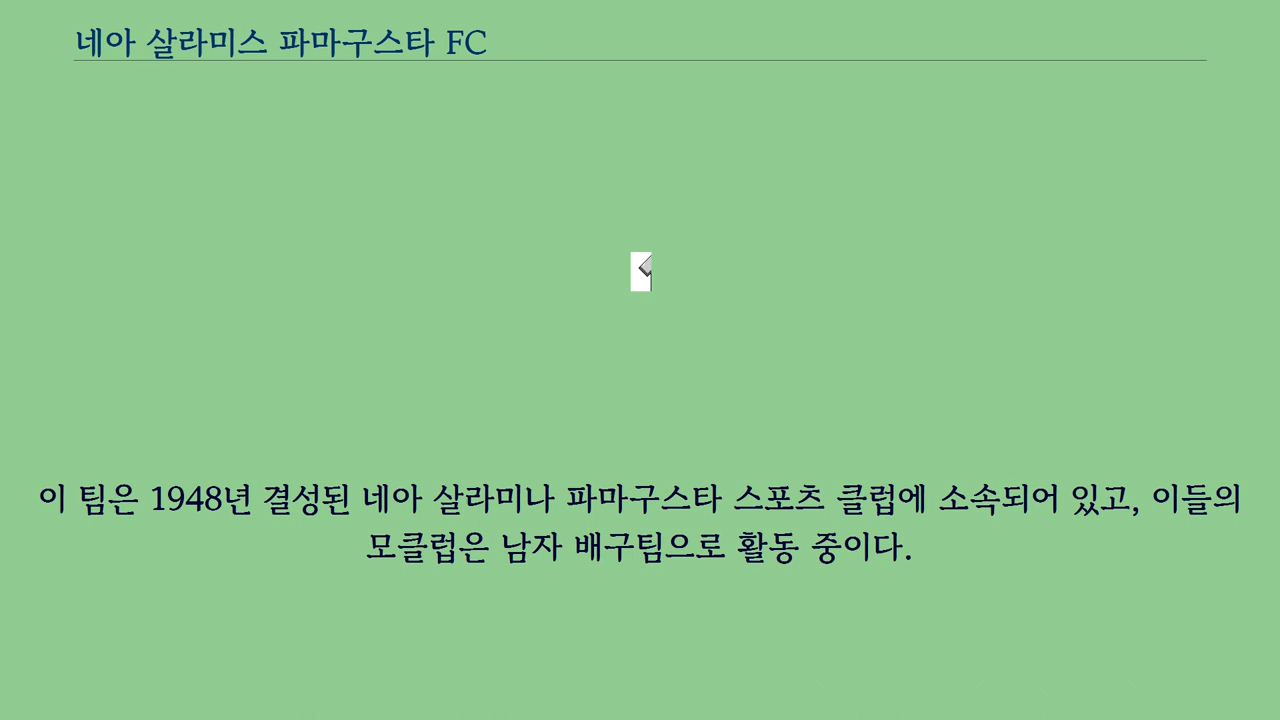 네아 살라미스 파마구스타 FC
이 팀은 1948년 결성된 네아 살라미나 파마구스타 스포츠 클럽에 소속되어 있고, 이들의
모클럽은 남자 배구팀으로 활동 중이다.